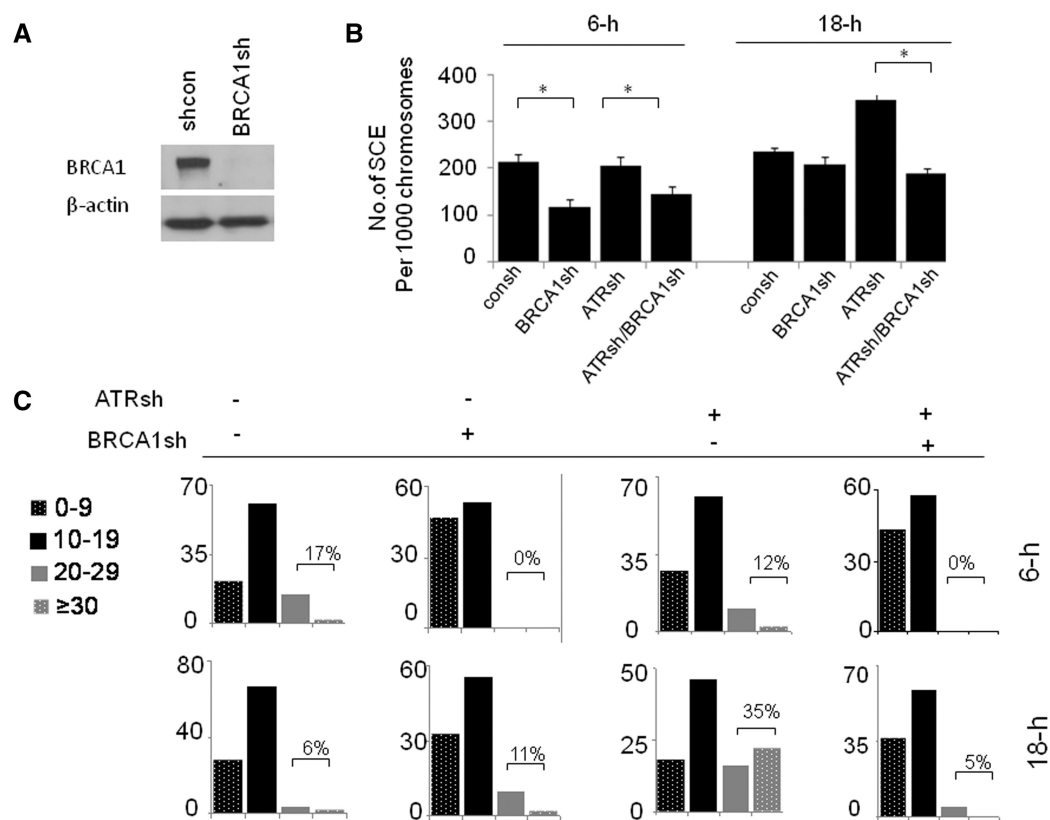 A
shcon
BRCA1sh
BRCA1
β-actin
B
6-h
18-h
No.of SCE
Per 1000 chromosomes
400
300
200
100
0
*
*
*
consh
BRCA1sh
ATRsh
ATRsh/BRCA1sh
consh
BRCA1sh
ATRsh
ATRsh/BRCA1sh
C
ATRsh - - + +
BRCA1sh - + - +
0-9
10-19
20-29
≥30
70
35
0
17%
60
30
0
0%
70
35
0
12%
60
30
0
0%
6-h
80
40
0
6%
60
30
0
11%
50
25
0
35%
70
35
0
5%
18-h